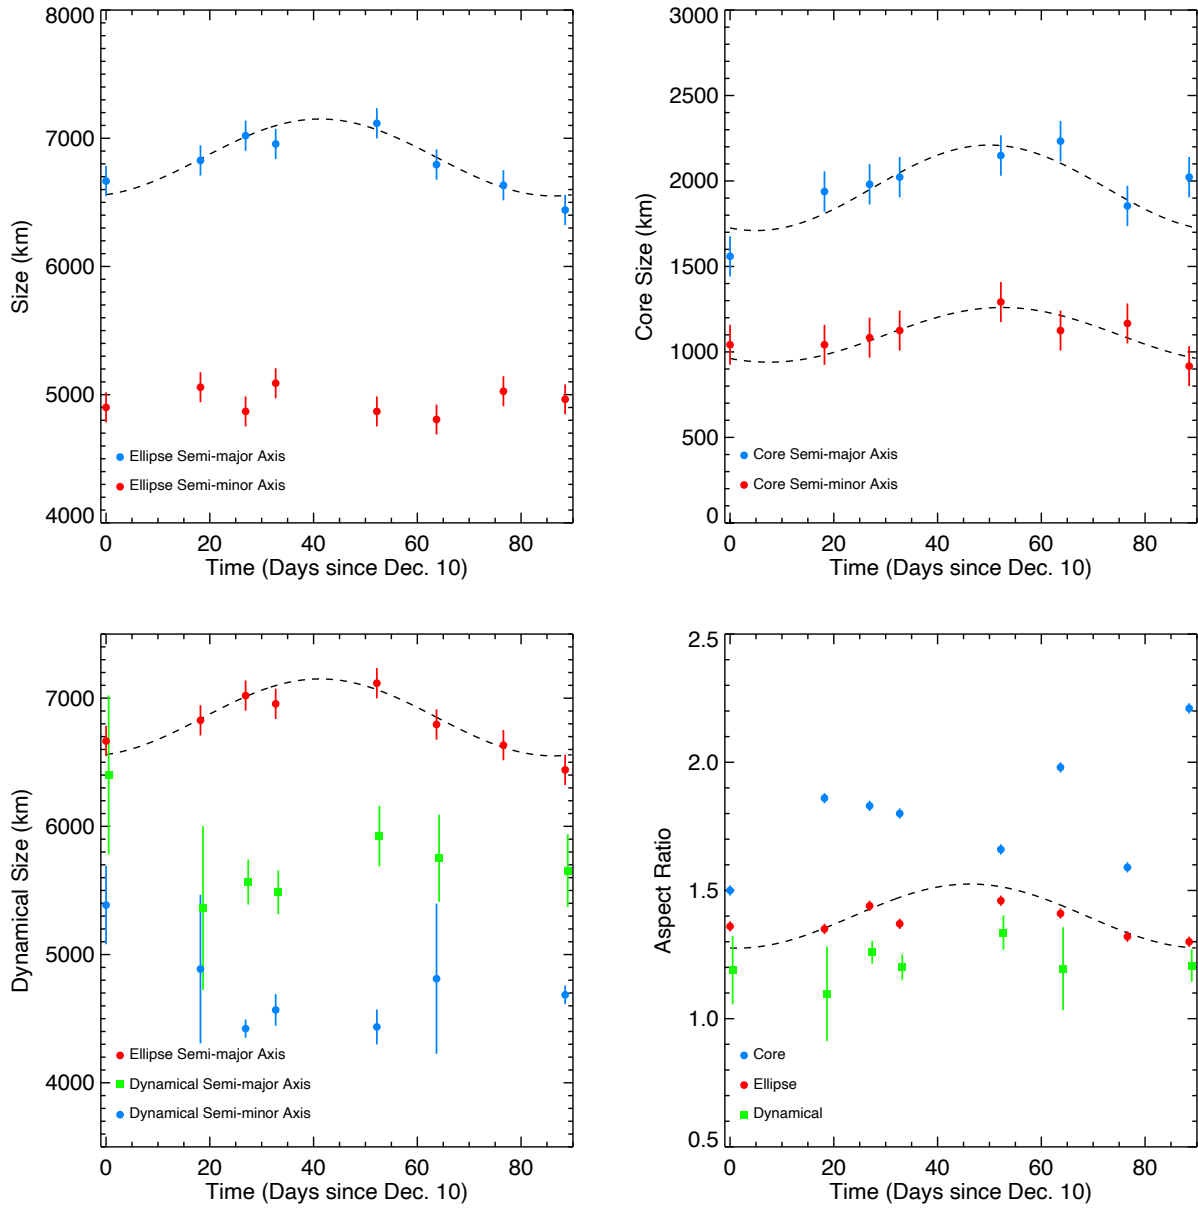 8000
7000
6000
5000
4000
Size (km)
Ellipse Semi-major Axis
Ellipse Semi-minor Axis
0 20 40 60 80
Time (Days since Dec. 10)
3000
2500
2000
1500
1000
500
0
Core Size (km)
Core Semi-major Axis
Core Semi-minor Axis
0 20 40 60 80
Time (Days since Dec. 10)
7000
6000
5000
4000
Dynamical Size (km)
Ellipse Semi-major Axis
Dynamical Semi-major Axis
Dynamical Semi-minor Axis
0 20 40 60 80
Time (Days since Dec. 10)
2.5
2.0
1.5
1.0
0.5
Aspect Ratio
Core
Ellipse
Dynamical
0 20 40 60 80
Time (Days since Dec. 10)